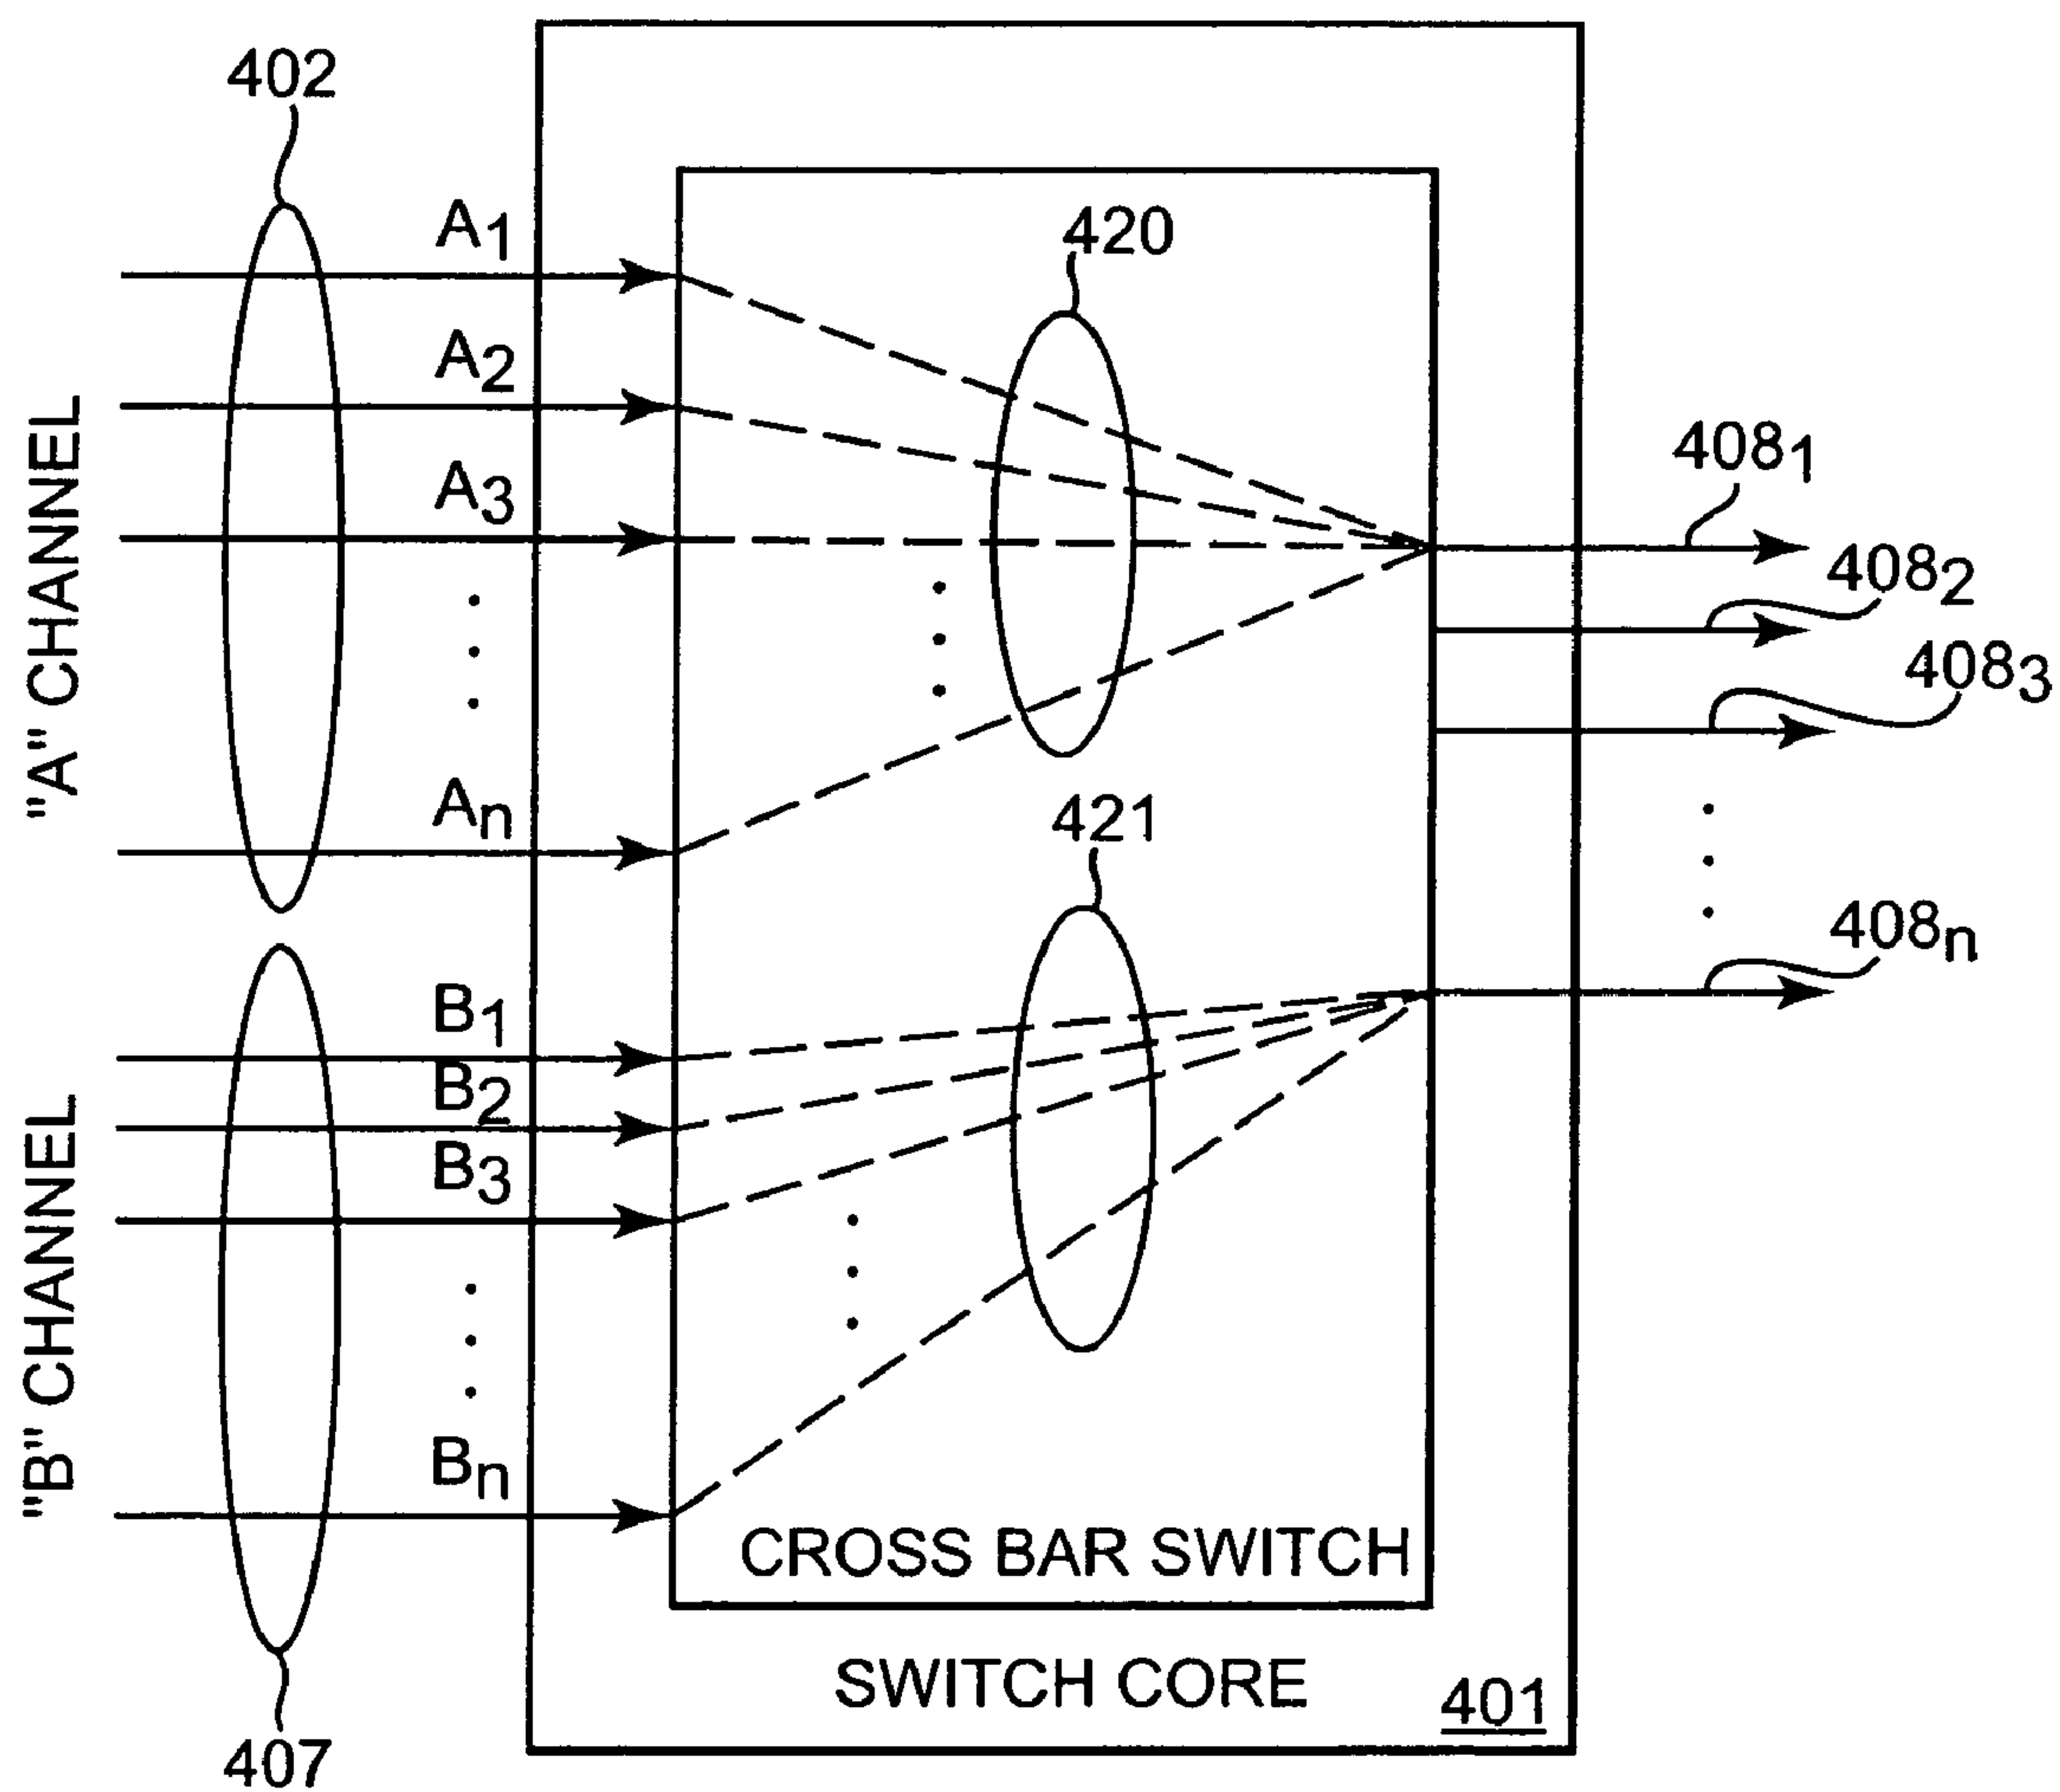 402
420
A1
A2
A3
An
"A" CHANNEL
4081
4082
4083
408n
421
B1
B2
B3
Bn
"B" CHANNEL
CROSS BAR SWITCH
SWITCH CORE
401
407